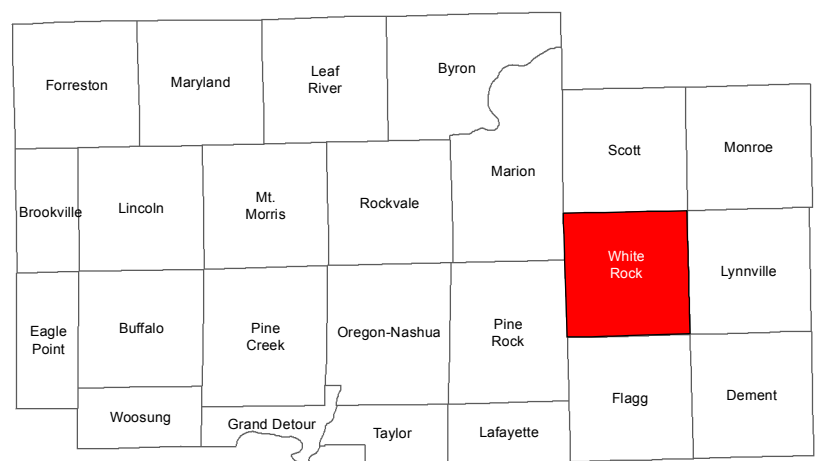 Forreston
Maryland
Leaf
River
Byron
Scott
Monroe
Marion
Brookville
Lincoln
Mt.
Morris
Rockvale
White
Rock
Lynnville
Eagle
Point
Buffalo
Pine
Creek
Oregon-Nashua
Pine
Rock
Flagg
Dement
Woosung
Grand Detour
Taylor
Lafayette